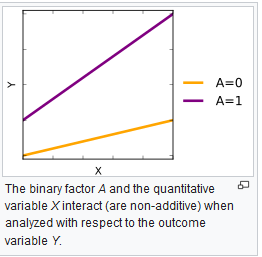 Y
A=0
A=1
X
The binary factor A and the quantitative
variable X interact (are non-additive) when
analyzed with respect to the outcome
variable Y.